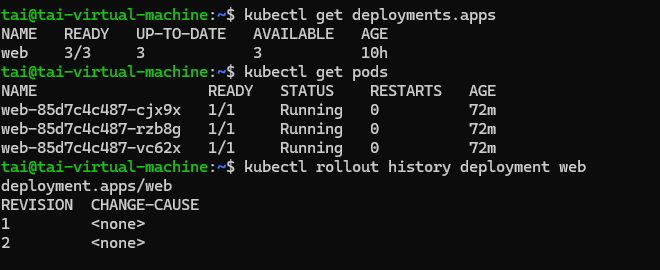 tai@tai-virtual-machine:~$ kubectl get deployments.apps
NAME   READY   UP-TO-DATE   AVAILABLE   AGE
web    3/3     3            3           10h
tai@tai-virtual-machine:~$ kubectl get pods
NAME                   READY   STATUS    RESTARTS   AGE
web-85d7c4c487-cjx9x   1/1     Running   0          72m
web-85d7c4c487-rzb8g   1/1     Running   0          72m
web-85d7c4c487-vc62x   1/1     Running   0          72m
tai@tai-virtual-machine:~$ kubectl rollout history deployment web
deployment.apps/web
REVISION  CHANGE-CAUSE
1         <none>
2         <none>